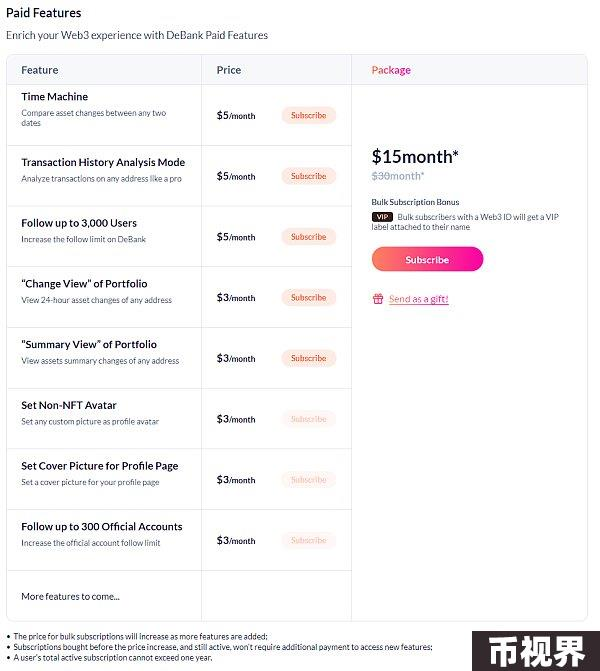 Paid Features
Enrich your Web3 experience with DeBank Paid Features
Feature
Price
Package
Time Machine
Compare asset changes between any two
dates
$5/month
Subscribe
Transaction History Analysis Mode
Analyze transactions on any address like a pro
$5/month
Subscribe
Follow up to 3,000 Users
Increase the follow limit on DeBank
$5/month
Subscribe
“Change View” of Portfolio
View 24-hour asset changes of any address
$3/month
Subscribe
“Summary View” of Portfolio
View assets summary changes of any address
$3/month
Subscribe
Set Non-NFT Avatar
Set any custom picture as profile avatar
$3/month
Subscribe
Set Cover Picture for Profile Page
Set a cover picture for your profile page
$3/month
Subscribe
Follow up to 300 Official Accounts
Increase the official account follow limit
$3/month
Subscribe
More features to come...
$15month*
$30month*
Bulk Subscription Bonus
VIP Bulk subscribers with a Web3 ID will get a VIP
label attached to their name
Subscribe
Send as a gift!
• The price for bulk subscriptions will increase as more features are added;
• Subscriptions bought before the price increase, and still active, won't require additional payment to access new features;
• A user's total active subscription cannot exceed one year.
币视界